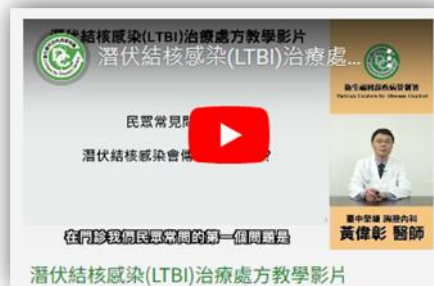 潛伏結核感染(LTBI)治療處方教學影片
潛伏結核感染(LTBI)治療處...
民眾常見問
潛伏結核感染會傳
?
衛生福利部疾病管制署
Taiwan Centers for Disease Control
臺中榮總 胸腔內科
黃偉彰 醫師
在門診我們民眾常問的第一個問題是
潛伏結核感染(LTBI)治療處方教學影片